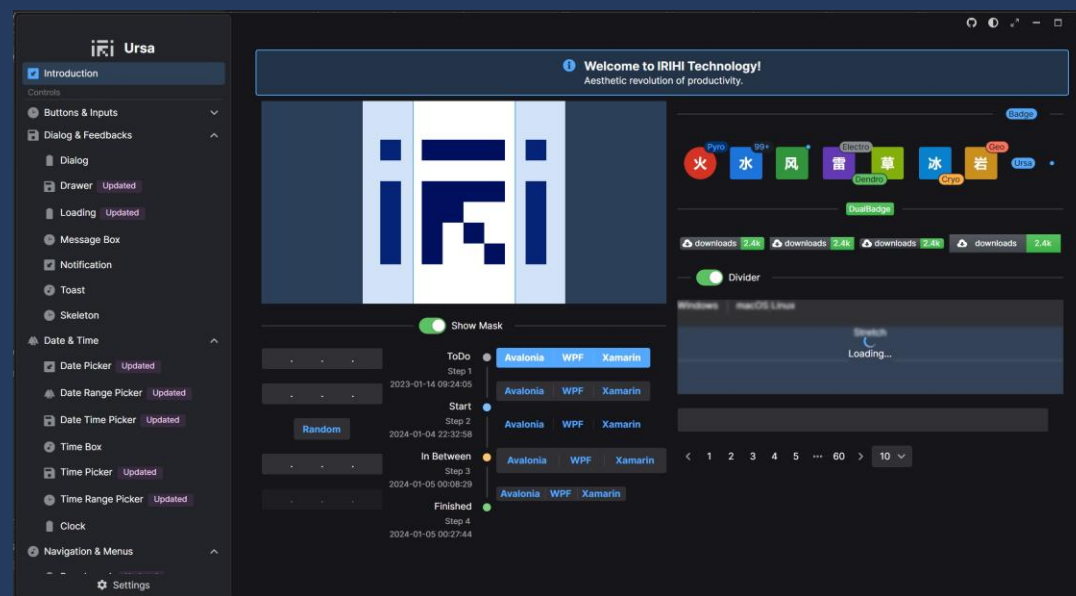 iRi Ursa
Introduction
Controls
Buttons & Inputs
Dialog & Feedbacks
Dialog
Drawer Updated
Loading Updated
Message Box
Notification
Toast
Skeleton
Date & Time
Date Picker Updated
Date Range Picker Updated
Date Time Picker Updated
Time Box
Time Picker Updated
Time Range Picker Updated
Clock
Navigation & Menus
Settings
Welcome to IRIHI Technology!
Aesthetic revolution of productivity.
iRi
Show Mask
. . .
. . .
Random
. . .
. . .
ToDo
Step 1
2023-01-14 09:24:05
Start
Step 2
2024-01-04 22:32:58
In Between
Step 3
2024-01-05 00:08:29
Finished
Step 4
2024-01-05 00:27:44
Avalonia WPF Xamarin
Avalonia WPF Xamarin
Avalonia WPF Xamarin
Avalonia WPF Xamarin
Avalonia WPF Xamarin
Badge
Pyro 99+ Electro Geo
火 水 风 雷 草 冰 岩 Ursa
Dendro Cryo
DualBadge
downloads 2.4k downloads 2.4k downloads 2.4k downloads 2.4k
Divider
Windows macOS Linux
Stretch
Loading...
< 1 2 3 4 5 ··· 60 > 10